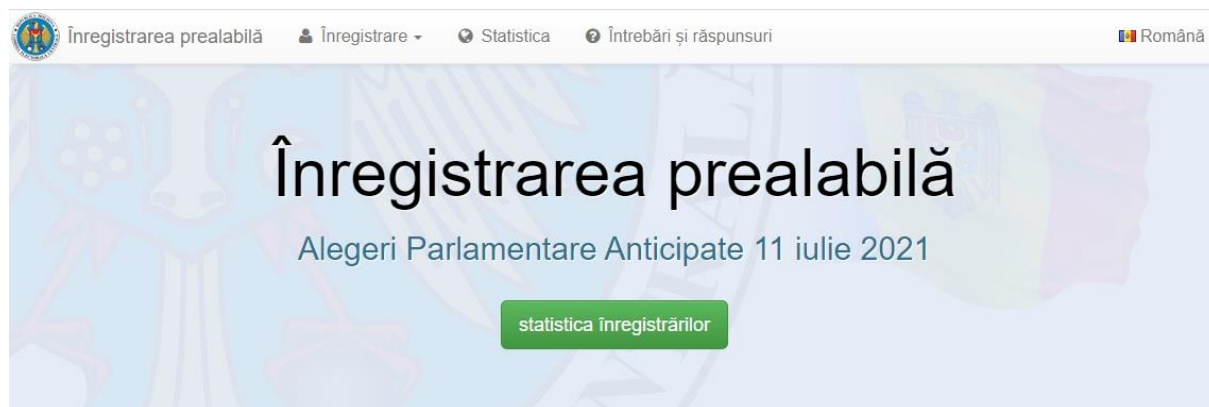 Înregistrarea prealabilă Înregistrare Statistica Întrebări și răspunsuri Română
Înregistrarea prealabilă
Alegeri Parlamentare Anticipate 11 iulie 2021
statistica înregistrărilor